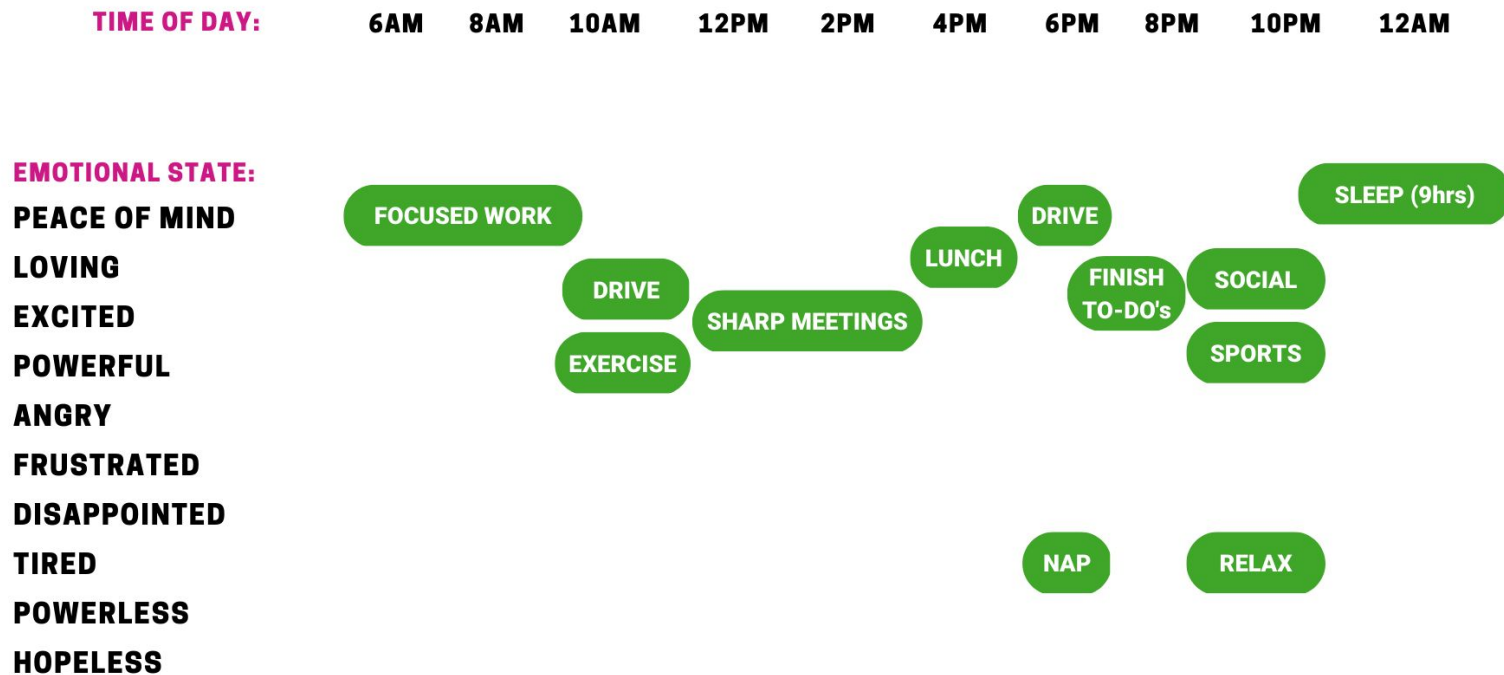 TIME OF DAY: 6AM 8AM 10AM 12PM 2PM 4PM 6PM 8PM 10PM 12AM
EMOTIONAL STATE:
SLEEP (9hrs)
PEACE OF MIND FOCUSED WORK DRIVE
LOVING LUNCH
DRIVE FINISH TO-DO's SOCIAL
EXCITED SHARP MEETINGS
POWERFUL EXERCISE SPORTS
ANGRY
FRUSTRATED
DISAPPOINTED
TIRED NAP RELAX
POWERLESS
HOPELESS